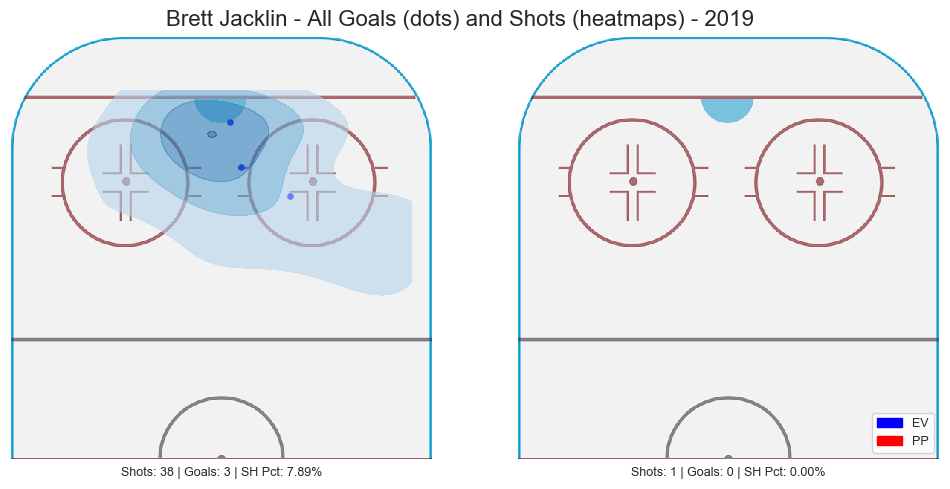 Brett Jacklin - All Goals (dots) and Shots (heatmaps) - 2019
EV
PP
Shots: 38 | Goals: 3 | SH Pct: 7.89%
Shots: 1 | Goals: 0 | SH Pct: 0.00%